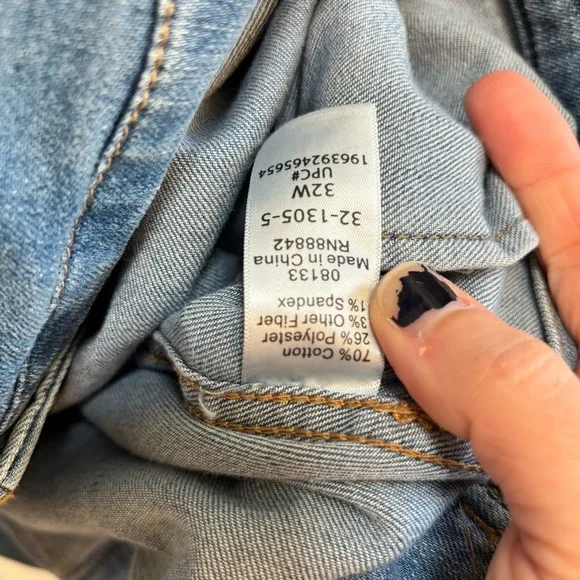 70% Cotton
26% Polyester
3% Other Fiber
1% Spandex
08133
Made in China
RN88842
32-1305-5
32W
UPC#
196392465654